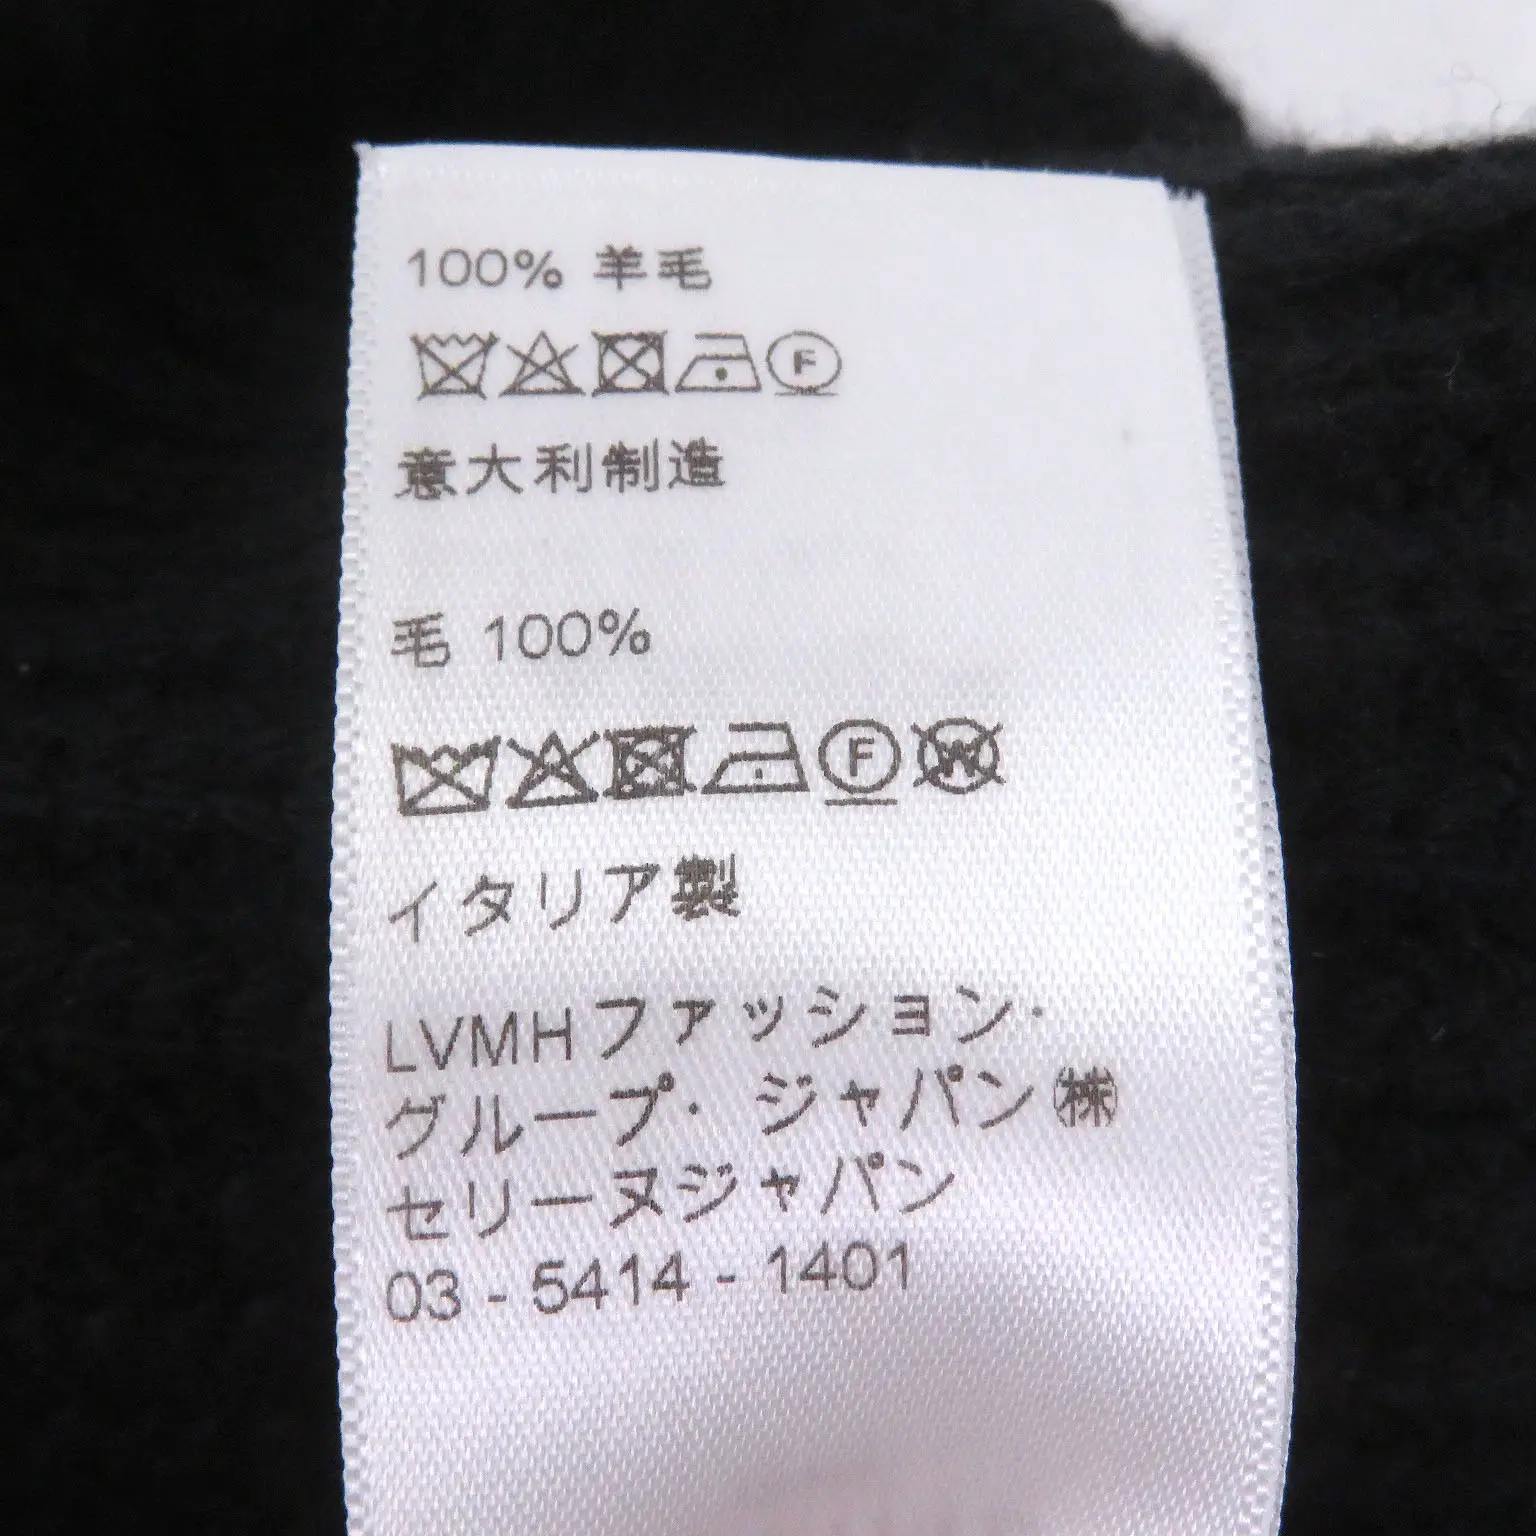 100% 羊毛
F
意大利制造
毛 100%
F W
イタリア製
LVMHファッション・
グループ・ジャパン㈱
セリーヌジャパン
03 - 5414 - 1401